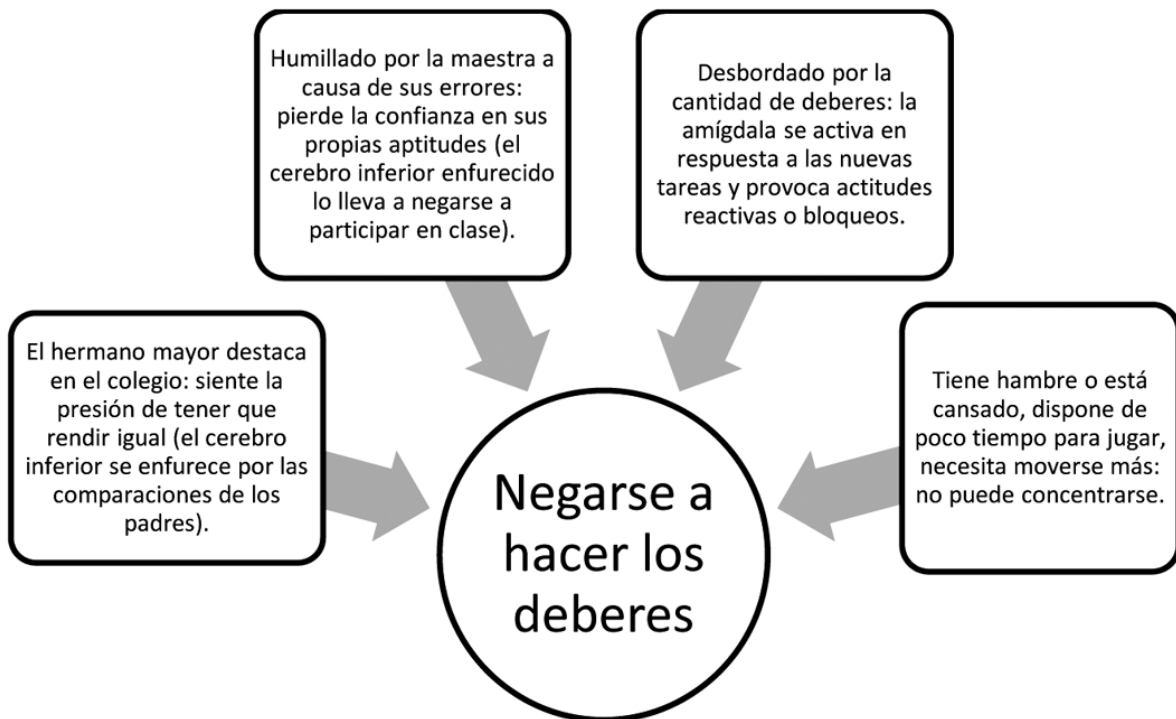 Humillado por la maestra a
causa de sus errores:
pierde la confianza en sus
propias aptitudes (el
cerebro inferior enfurecido
lo lleva a negarse a
participar en clase).
Desbordado por la
cantidad de deberes: la
amígdala se activa en
respuesta a las nuevas
tareas y provoca actitudes
reactivas o bloqueos.
El hermano mayor destaca
en el colegio: siente la
presión de tener que
rendir igual (el cerebro
inferior se enfurece por las
comparaciones de los
padres).
Tiene hambre o está
cansado, dispone de
poco tiempo para jugar,
necesita moverse más:
no puede concentrarse.
Negarse a
hacer los
deberes